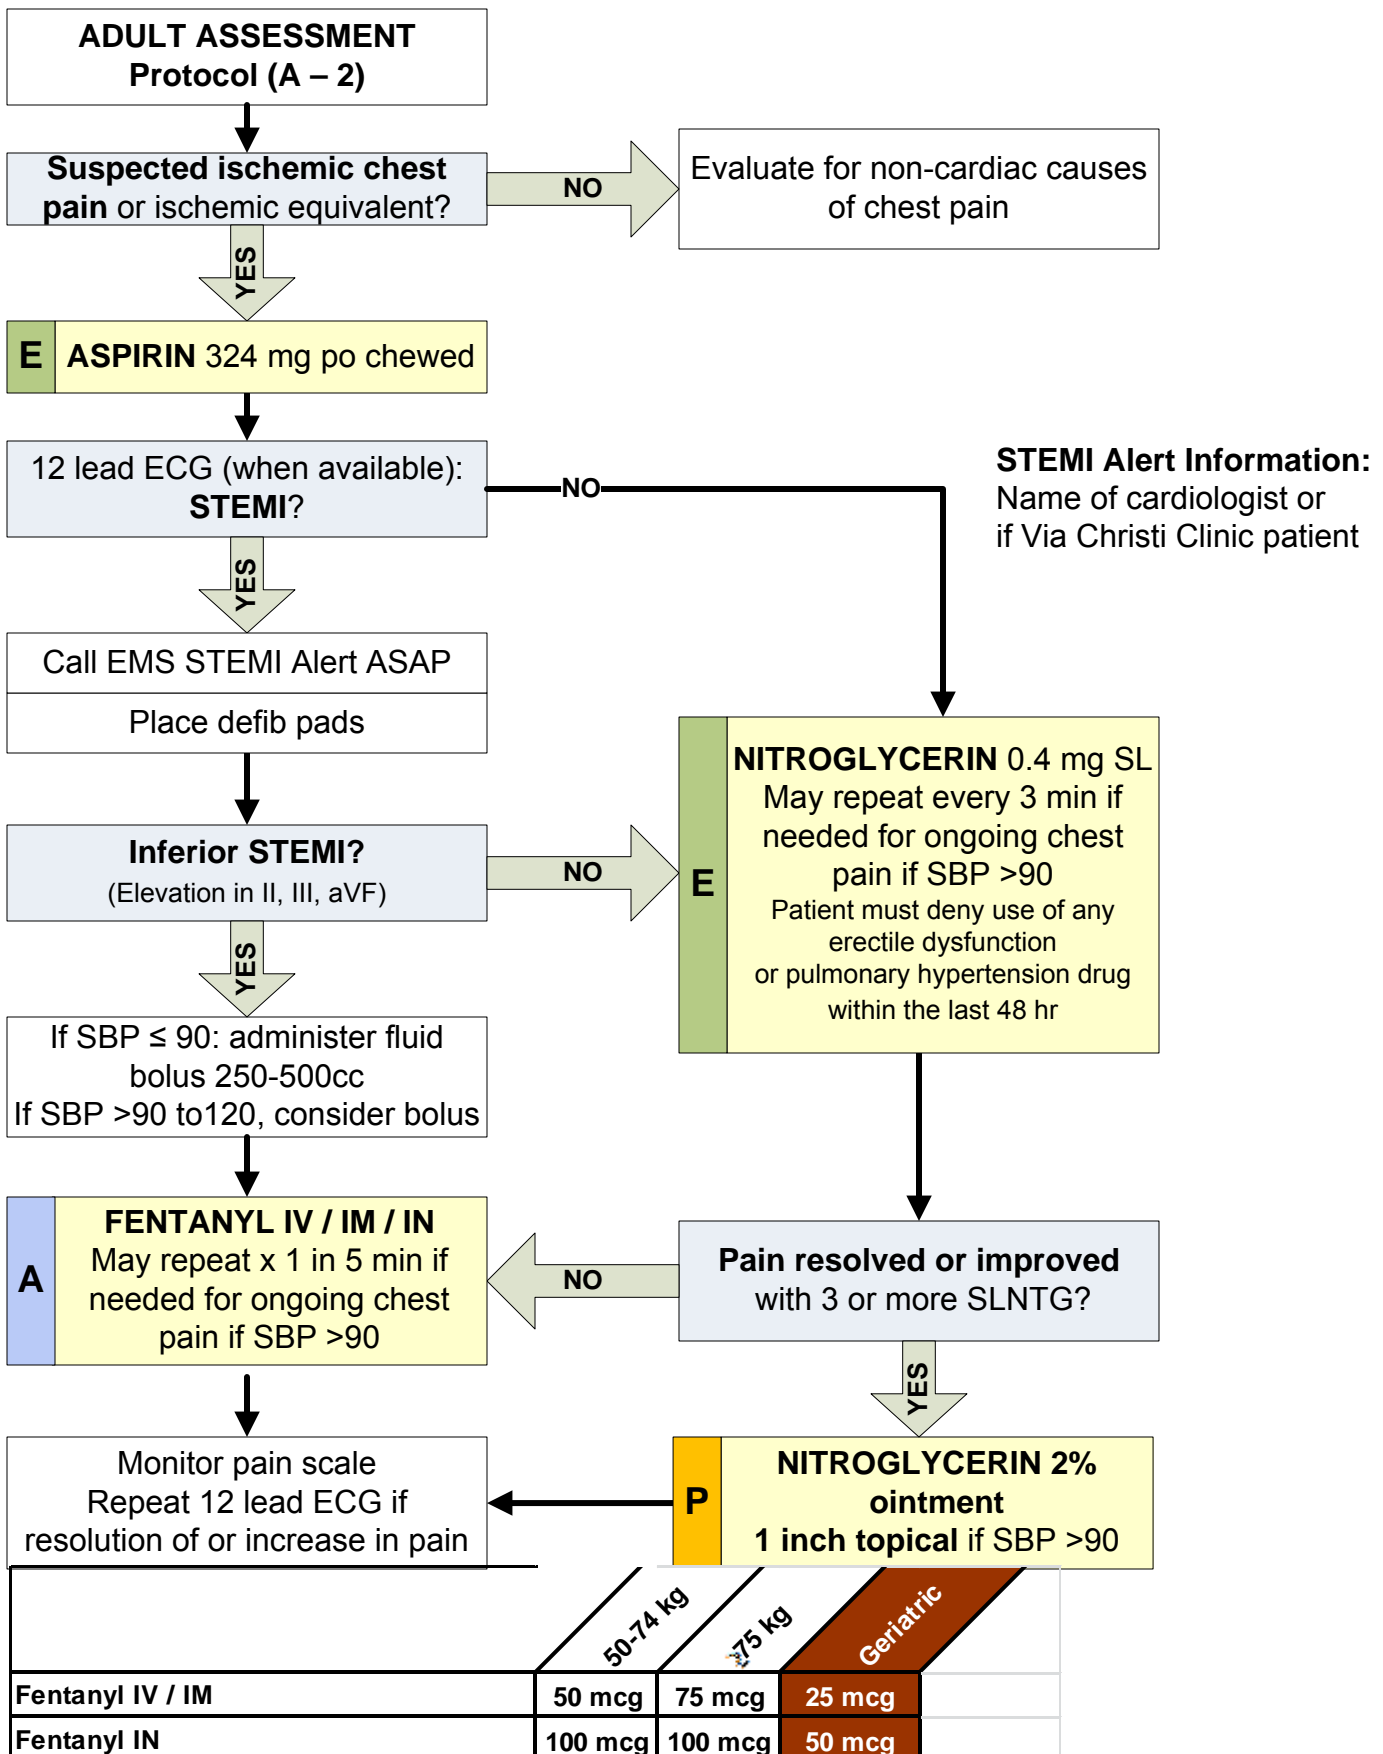 ADULT ASSESSMENT
Protocol (A – 2)
Suspected ischemic chest
pain or ischemic equivalent?
NO
Evaluate for non-cardiac causes
of chest pain
YES
E
ASPIRIN 324 mg po chewed
12 lead ECG (when available):
STEMI?
NO
STEMI Alert Information:
Name of cardiologist or
if Via Christi Clinic patient
YES
Call EMS STEMI Alert ASAP
Place defib pads
E
NITROGLYCERIN 0.4 mg SL
May repeat every 3 min if
needed for ongoing chest
pain if SBP >90
Patient must deny use of any
erectile dysfunction
or pulmonary hypertension drug
within the last 48 hr
Inferior STEMI?
(Elevation in II, III, aVF)
NO
YES
If SBP ≤ 90: administer fluid
bolus 250-500cc
If SBP >90 to120, consider bolus
A
FENTANYL IV / IM / IN
May repeat x 1 in 5 min if
needed for ongoing chest
pain if SBP >90
NO
Pain resolved or improved
with 3 or more SLNTG?
YES
Monitor pain scale
Repeat 12 lead ECG if
resolution of or increase in pain
P
NITROGLYCERIN 2%
ointment
1 inch topical if SBP >90
50-74 kg
75 kg
Geriatric
Fentanyl IV / IM 50 mcg 75 mcg 25 mcg
Fentanyl IN 100 mcg 100 mcg 50 mcg